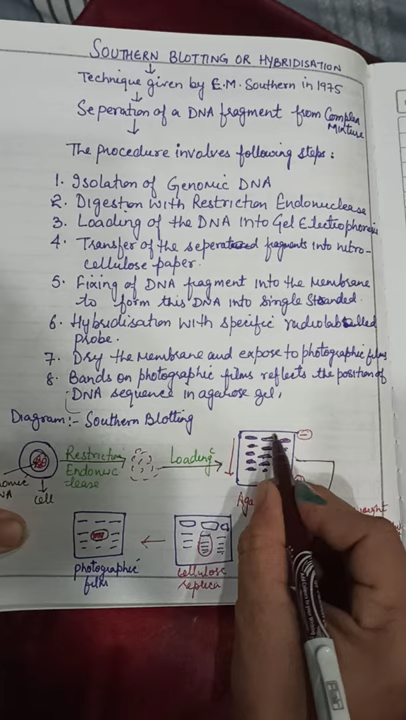 SOUTHERN BLOTTING OR HYBRIDISATION
Technique given by E.M. Southern in 1975
Seperation of a DNA fragment from Complex
Mixture
The procedure involves following steps:
1. Isolation of Genomic DNA
2. Digestion with Restriction Endonuclease
3. Loading of the DNA into Gel Electrophoresis
4. Transfer of the seperated fragments into nitro-
cellulose paper.
5. Fixing of DNA fragment into the Membrane
to form this DNA into Single Stranded.
6. Hybridisation with specific radiolabelled
probe.
7. Dry the Membrane and expose to photographic films
8. Bands on photographic films reflects the position of
DNA sequence in agarose gel,
Diagram:- Southern Blotting
Restriction
Endonuc
-lease
Loading
cell
photographic
films
cellulose
replica